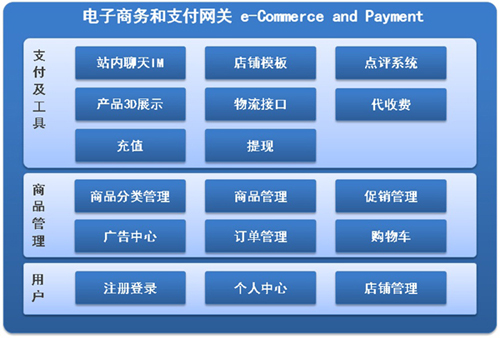 电子商务和支付网关 e-Commerce and Payment
支付及工具
站内聊天IM 店铺模板 点评系统
产品3D展示 物流接口 代收费
充值 提现
商品管理
商品分类管理 商品管理 促销管理
广告中心 订单管理 购物车
用户
注册登录 个人中心 店铺管理